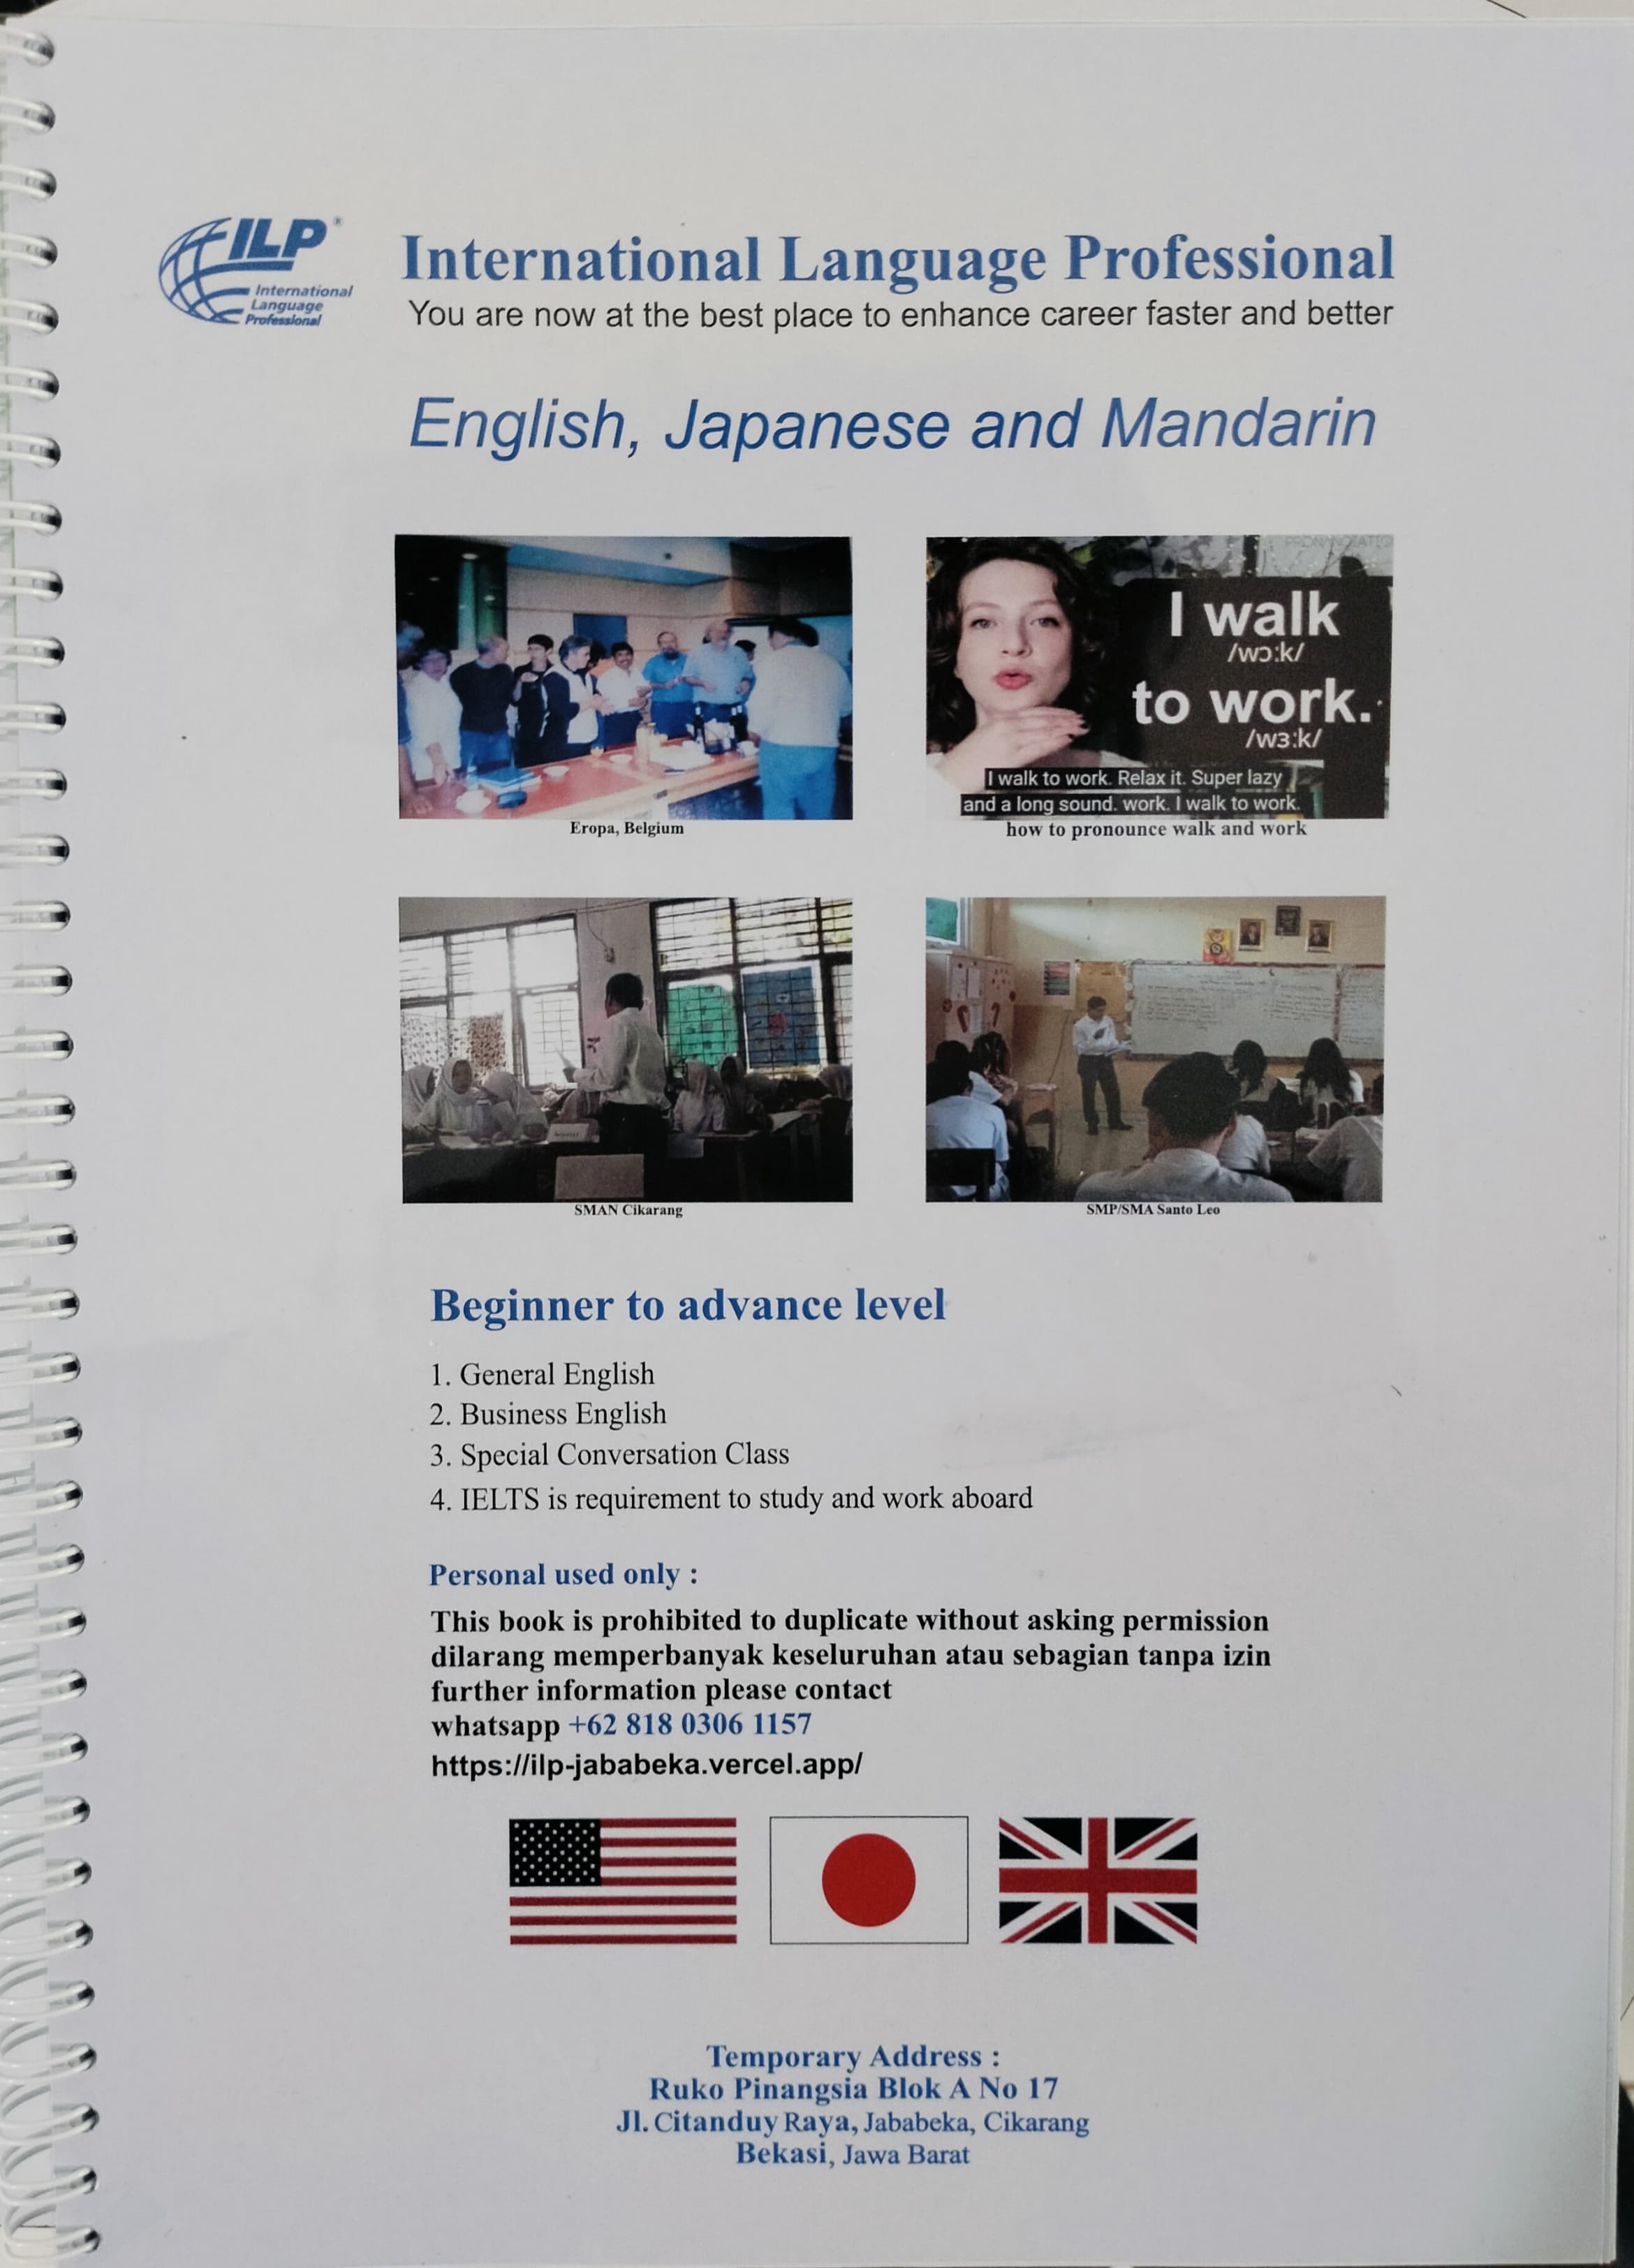 ILP®
International
Language
Professional
International Language Professional
You are now at the best place to enhance career faster and better
English, Japanese and Mandarin
I walk
/wɔ:k/
to work.
/wɜ:k/
I walk to work. Relax it. Super lazy
and a long sound. work. I walk to work.
Eropa, Belgium
how to pronounce walk and work
SMAN Cikarang
SMP/SMA Santo Leo
Beginner to advance level
1. General English
2. Business English
3. Special Conversation Class
4. IELTS is requirement to study and work aboard
Personal used only :
This book is prohibited to duplicate without asking permission
dilarang memperbanyak keseluruhan atau sebagian tanpa izin
further information please contact
whatsapp +62 818 0306 1157
https://ilp-jababeka.vercel.app/
Temporary Address :
Ruko Pinangsia Blok A No 17
Jl. Citanduy Raya, Jababeka, Cikarang
Bekasi, Jawa Barat